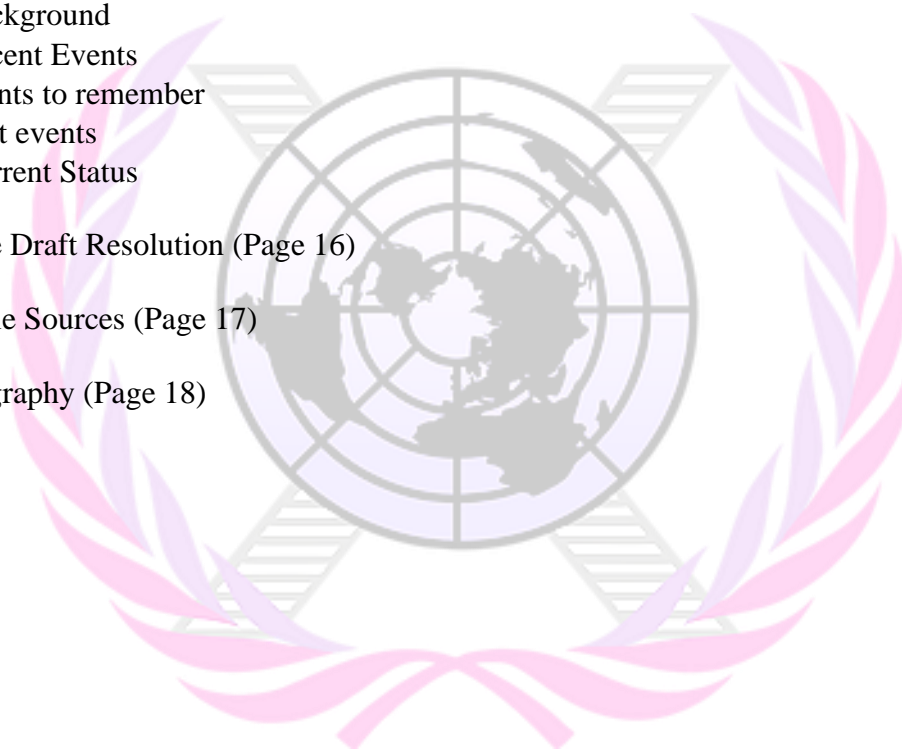 ckground
cent Events
nts to remember
t events
rrent Status
e Draft Resolution (Page 16)
le Sources (Page 17)
graphy (Page 18)